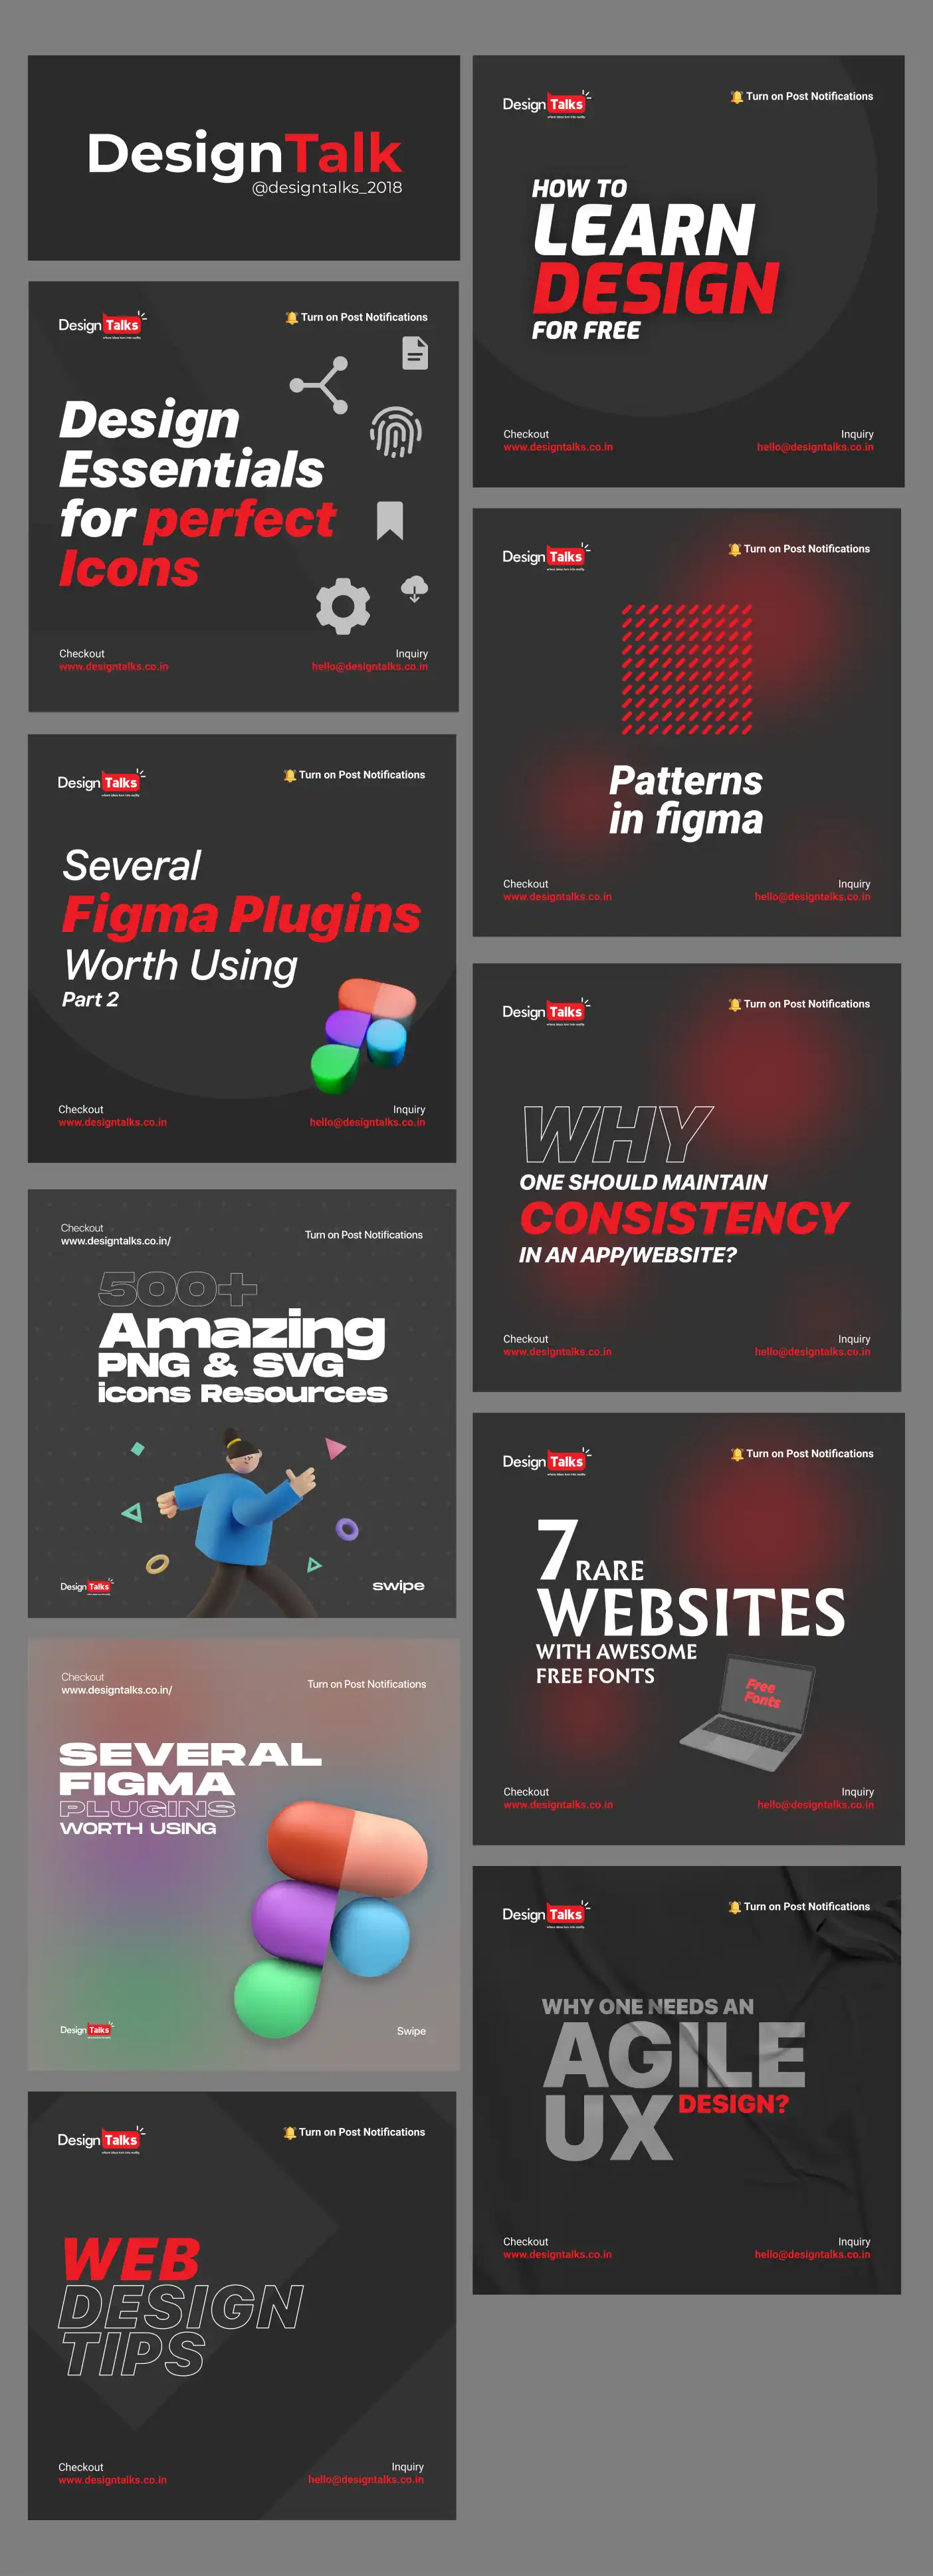 DesignTalk
@designtalks_2018
Design Talks
Turn on Post Notifications
Design
Essentials
for perfect
Icons
Checkout
www.designtalks.co.in
Inquiry
hello@designtalks.co.in
Design Talks
Turn on Post Notifications
Several
Figma Plugins
Worth Using
Part 2
Checkout
www.designtalks.co.in
Inquiry
hello@designtalks.co.in
Checkout
www.designtalks.co.in/
Turn on Post Notifications
500+
Amazing
PNG & SVG
icons Resources
Design Talks
swipe
Checkout
www.designtalks.co.in/
Turn on Post Notifications
SEVERAL
FIGMA
PLUGINS
WORTH USING
Design Talks
Swipe
Design Talks
Turn on Post Notifications
WEB
DESIGN
TIPS
Checkout
www.designtalks.co.in
Inquiry
hello@designtalks.co.in
Design Talks
Turn on Post Notifications
HOW TO
LEARN
DESIGN
FOR FREE
Checkout
www.designtalks.co.in
Inquiry
hello@designtalks.co.in
Design Talks
Turn on Post Notifications
Patterns
in figma
Checkout
www.designtalks.co.in
Inquiry
hello@designtalks.co.in
Design Talks
Turn on Post Notifications
WHY
ONE SHOULD MAINTAIN
CONSISTENCY
IN AN APP/WEBSITE?
Checkout
www.designtalks.co.in
Inquiry
hello@designtalks.co.in
Design Talks
Turn on Post Notifications
7 RARE
WEBSITES
WITH AWESOME
FREE FONTS
Free
Fonts
Checkout
www.designtalks.co.in
Inquiry
hello@designtalks.co.in
Design Talks
Turn on Post Notifications
WHY ONE NEEDS AN
AGILE
UX DESIGN?
Checkout
www.designtalks.co.in
Inquiry
hello@designtalks.co.in